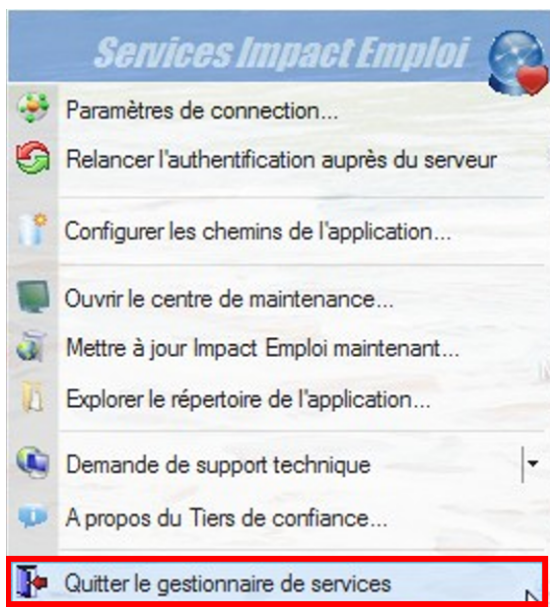 Services Impact Emploi
Paramètres de connection...
Relancer l'authentification auprès du serveur
Configurer les chemins de l'application...
Ouvrir le centre de maintenance...
Mettre à jour Impact Emploi maintenant...
Explorer le répertoire de l'application...
Demande de support technique
A propos du Tiers de confiance...
Quitter le gestionnaire de services